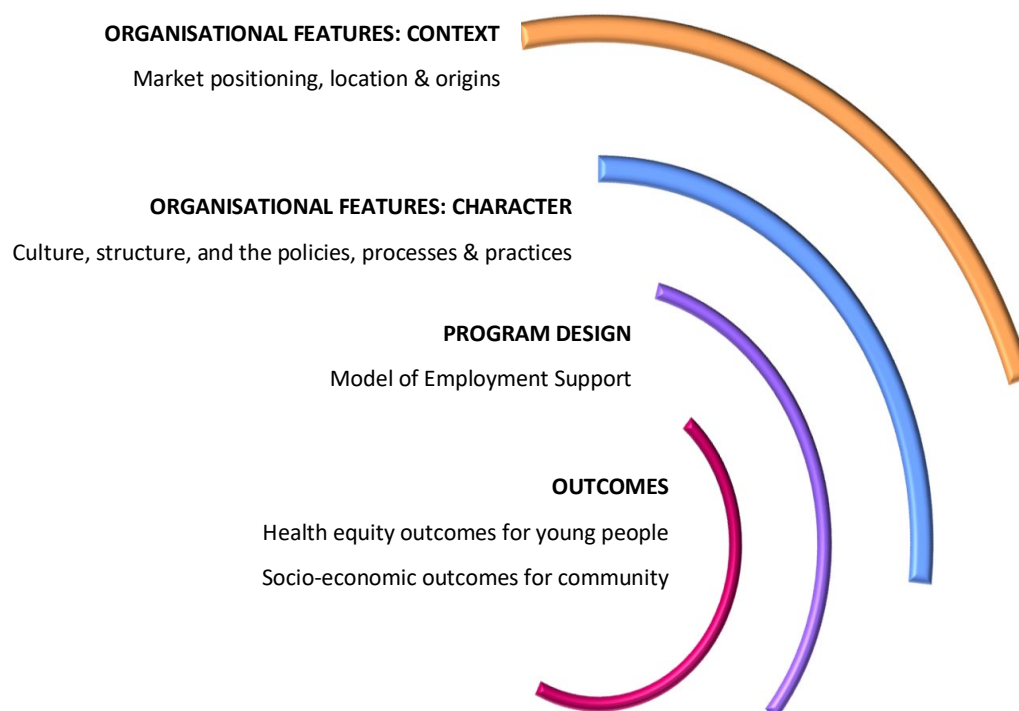 ORGANISATIONAL FEATURES: CONTEXT
Market positioning, location & origins
ORGANISATIONAL FEATURES: CHARACTER
Culture, structure, and the policies, processes & practices
PROGRAM DESIGN
Model of Employment Support
OUTCOMES
Health equity outcomes for young people
Socio-economic outcomes for community